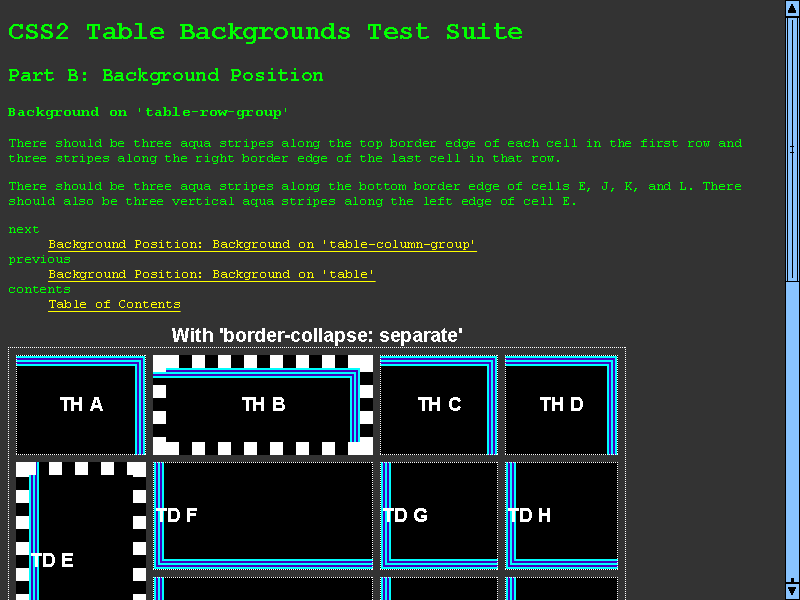 CSS2 Table Backgrounds Test Suite
Part B: Background Position
Background on 'table-row-group'
There should be three aqua stripes along the top border edge of each cell in the first row and
three stripes along the right border edge of the last cell in that row.
There should be three aqua stripes along the bottom border edge of cells E, J, K, and L. There
should also be three vertical aqua stripes along the left edge of cell E.
next
Background Position: Background on 'table-column-group'
previous
Background Position: Background on 'table'
contents
Table of Contents
With 'border-collapse: separate'
TH A TH B TH C TH D
TD F TD G TD H
TD E